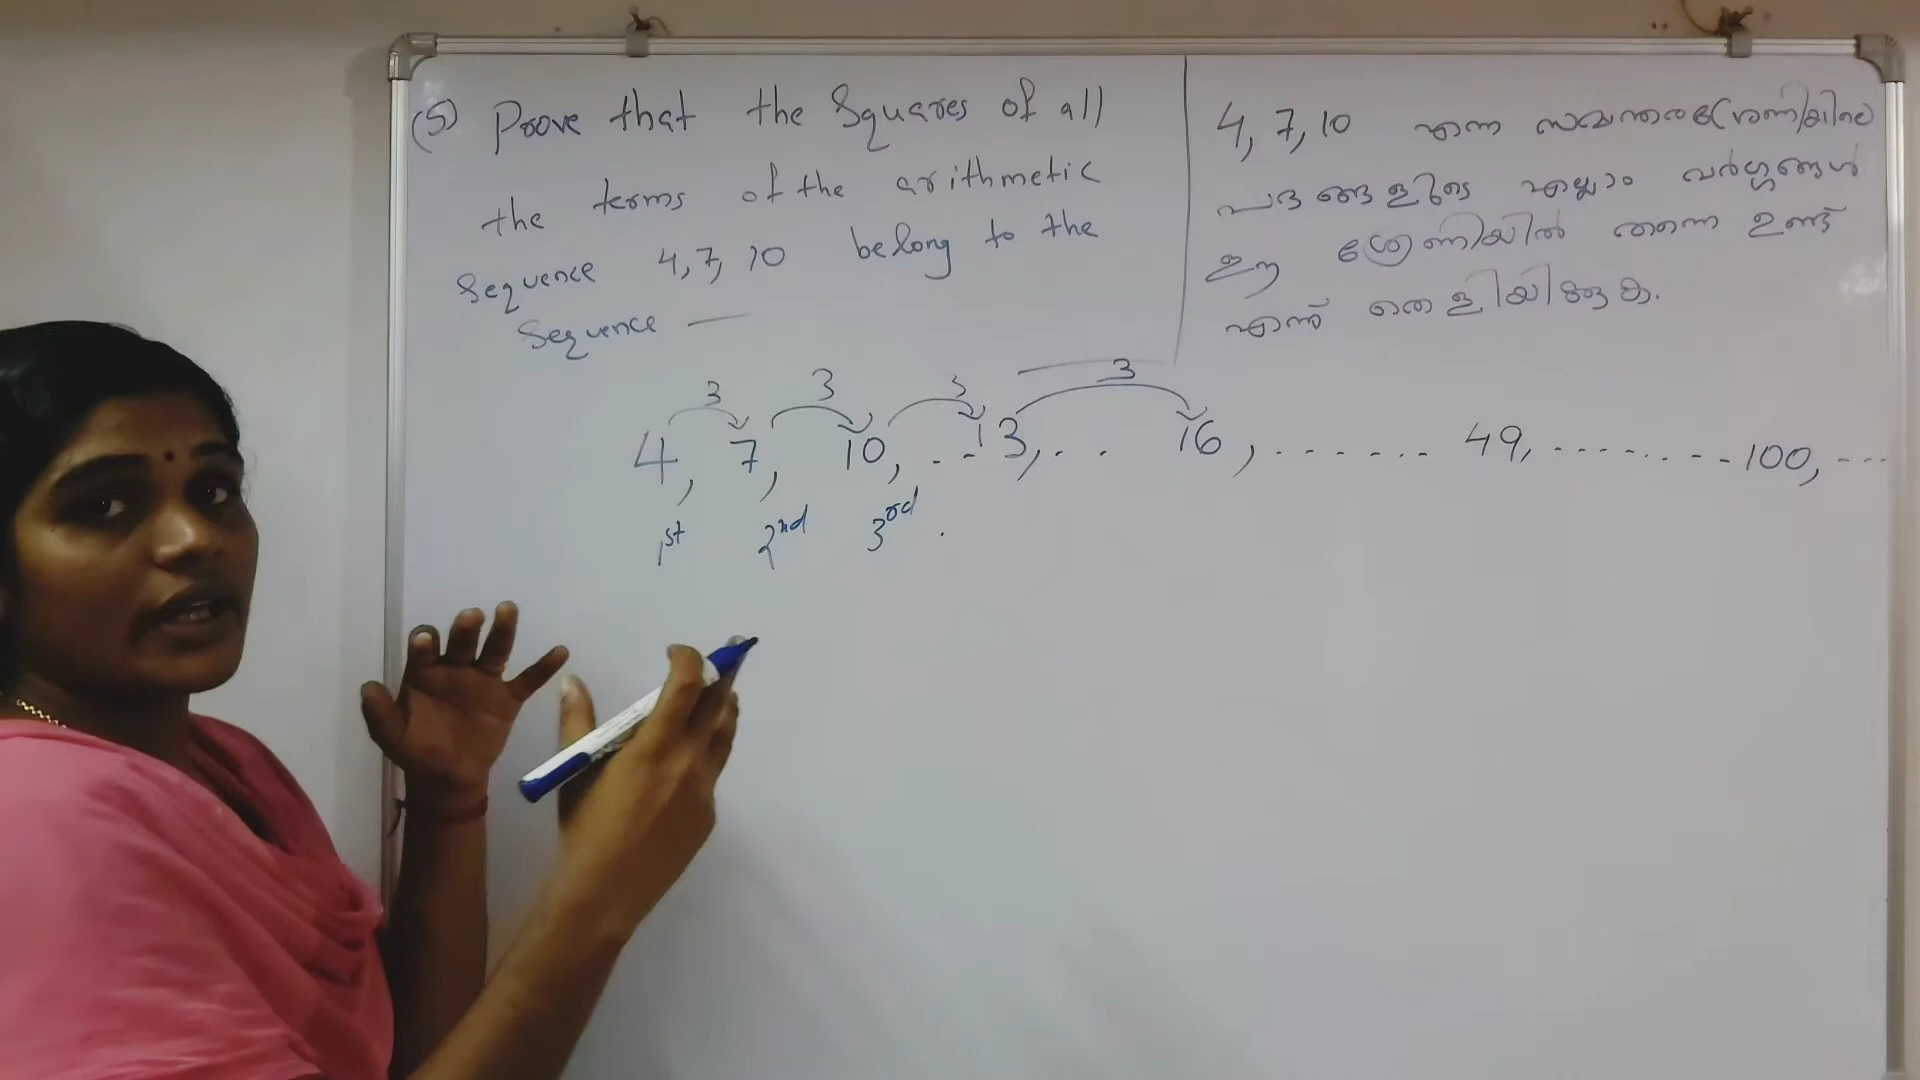 (5) Prove that the Squares of all
the terms of the arithmetic
Sequence 4, 7, 10 belong to the
Sequence —
4, 7, 10 എന്ന സമാന്തരശ്രേണിയിലെ
പദങ്ങളുടെ എല്ലാം വർഗ്ഗങ്ങൾ
ഈ ശ്രേണിയിൽ തന്നെ ഉണ്ട്
എന്ന് തെളിയിക്കുക.
3 3 3 3
4, 7, 10, .. 13, .. 16, ....... 49, ........ 100, ...
1st 2nd 3rd .